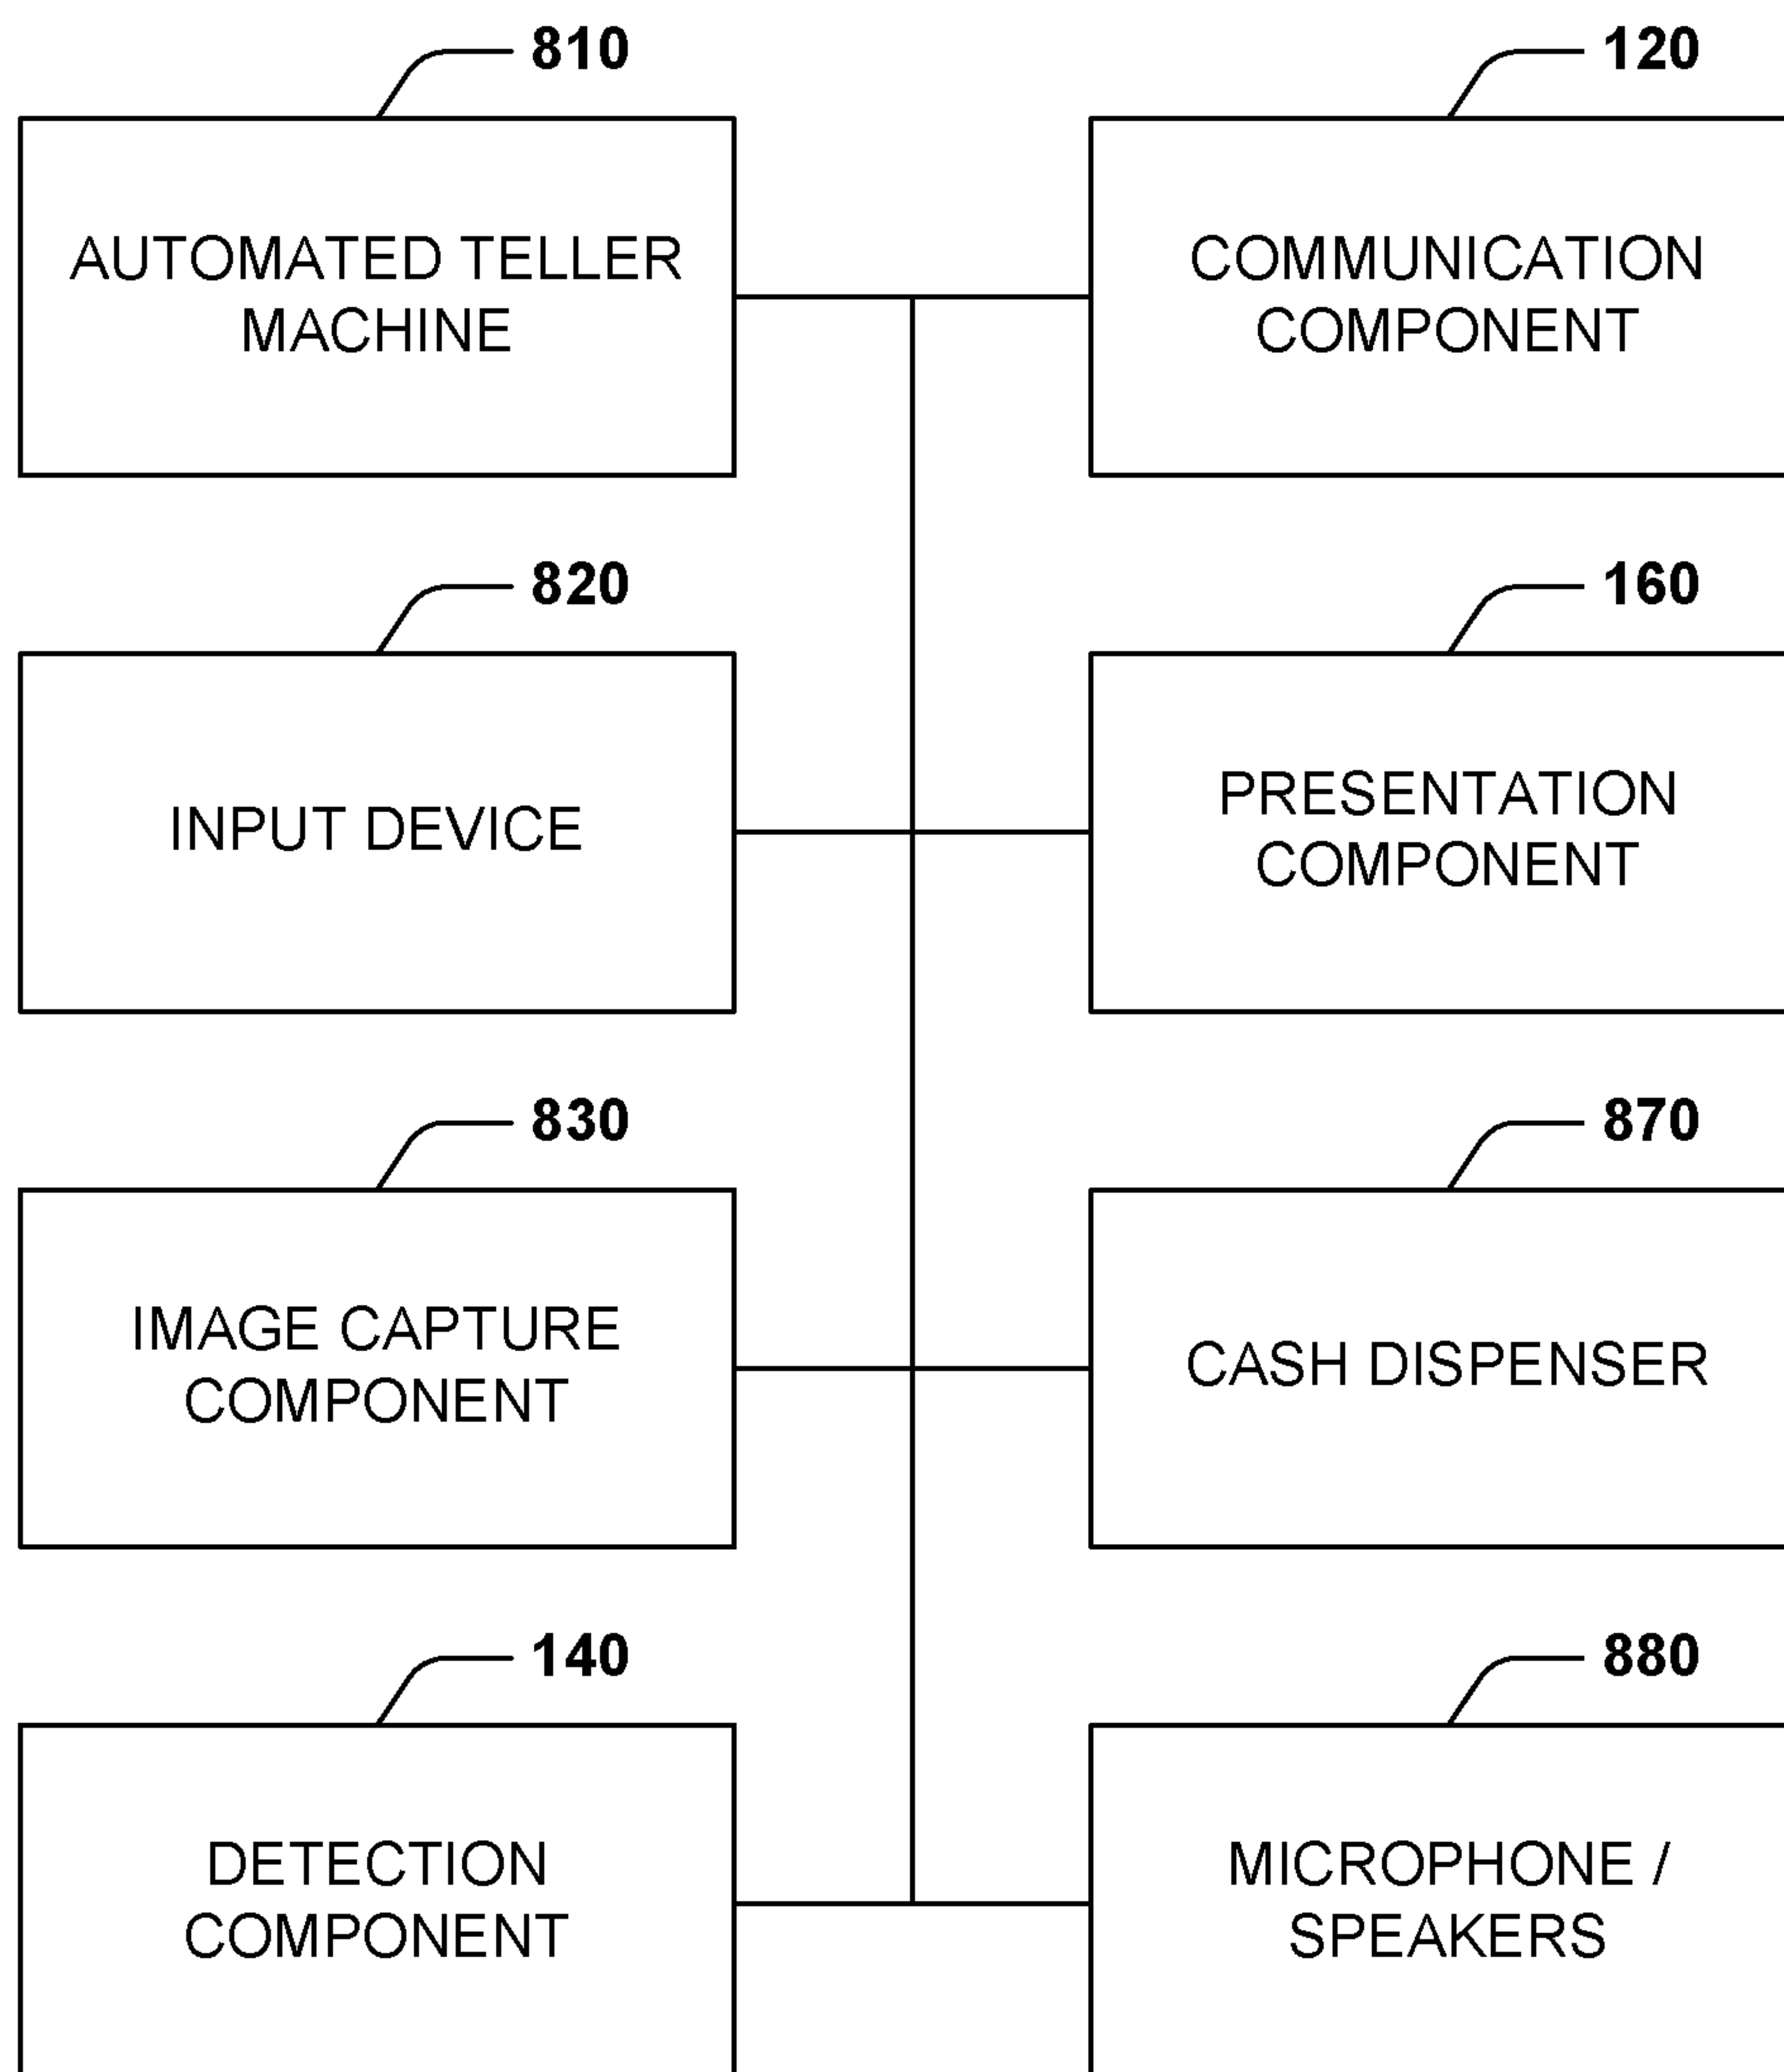 810
AUTOMATED TELLER
MACHINE
120
COMMUNICATION
COMPONENT
820
INPUT DEVICE
160
PRESENTATION
COMPONENT
830
IMAGE CAPTURE
COMPONENT
870
CASH DISPENSER
140
DETECTION
COMPONENT
880
MICROPHONE /
SPEAKERS